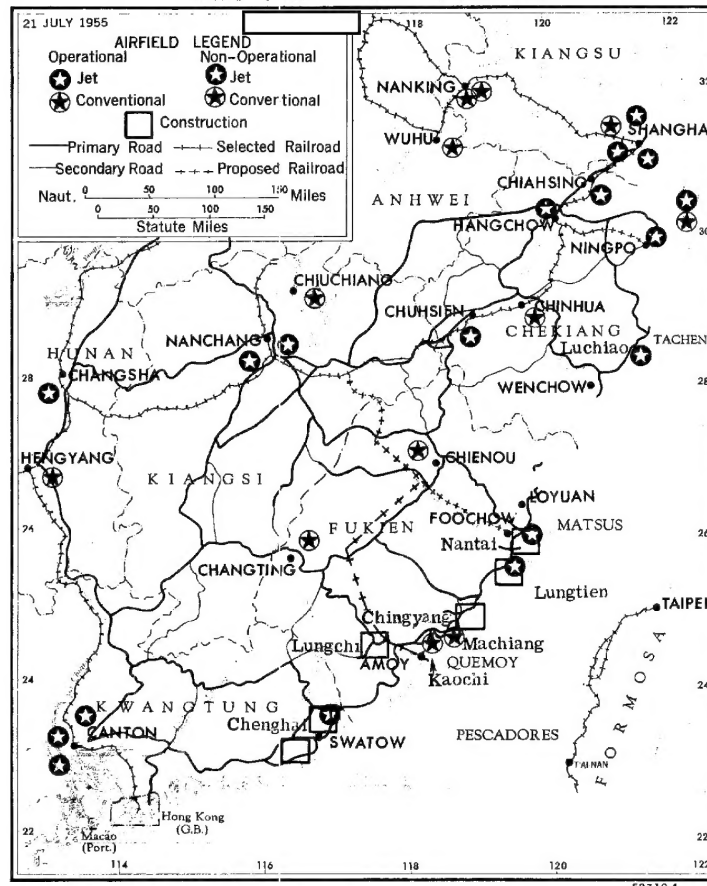 21 JULY 1955
118
120
122
AIRFIELD LEGEND
Operational Non-Operational
Jet Jet
Conventional Conventional
Construction
Primary Road Selected Railroad
Secondary Road Proposed Railroad
Naut. 0 50 100 150 Miles
0 50 100 150
Statute Miles
KIANGSU
NANKING
32
SHANGHA
WUHU
CHIAHSING
ANHWEI
HANGCHOW
30
NINGPO
CHIUCHIANG
CHUHSIEN
CHINHUA
CHEKIANG
NANCHANG
HUNAN
TACHEN
Luchiao
CHANGSHA
28
28
WENCHOW
HENGYANG
CHIENOU
KIANGSI
LOYUAN
FOOCHOW
26
FUKIEN
MATSUS
26
Nantai
CHANGTING
Lungtien
Chingyang
TAIPEI
Lungchi
Machiang
AMOY
QUEMOY
Kaochi
24
24
KWANGTUNG
Chenghai
CANTON
SWATOW
PESCADORES
FORMOSA
TAINAN
Hong Kong
(G.B.)
Macao
(Port.)
22
22
114
116
118
120
122